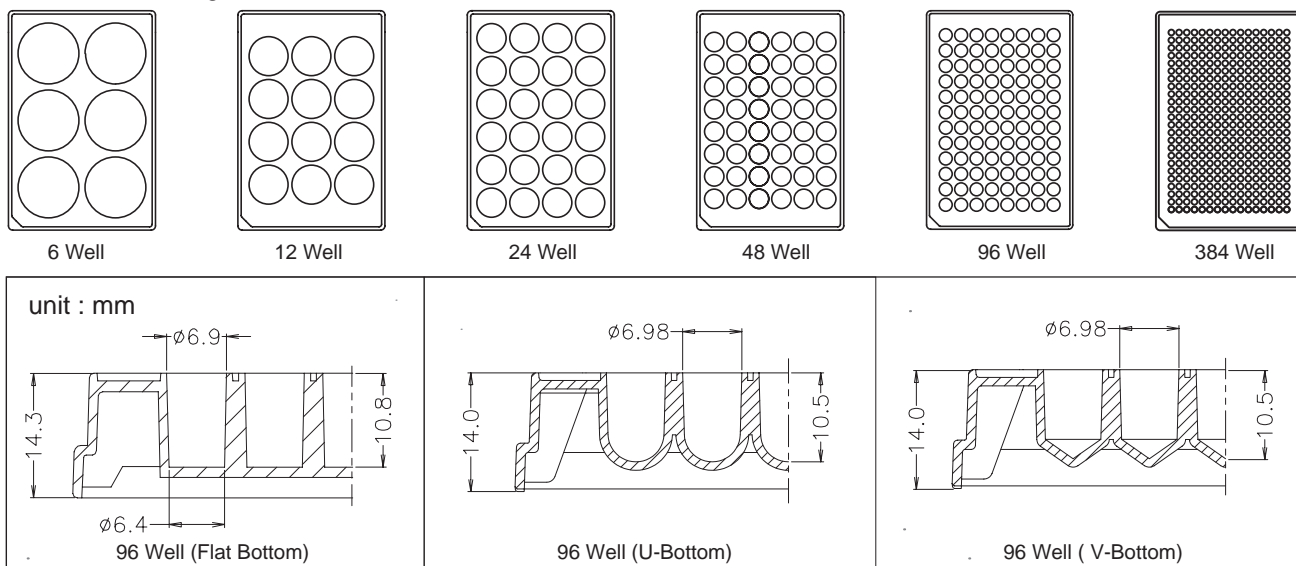 6 Well
12 Well
24 Well
48 Well
96 Well
384 Well
unit : mm
ø6.9
14.3
10.8
ø6.4
96 Well (Flat Bottom)
ø6.98
14.0
10.5
96 Well (U-Bottom)
ø6.98
14.0
10.5
96 Well ( V-Bottom)